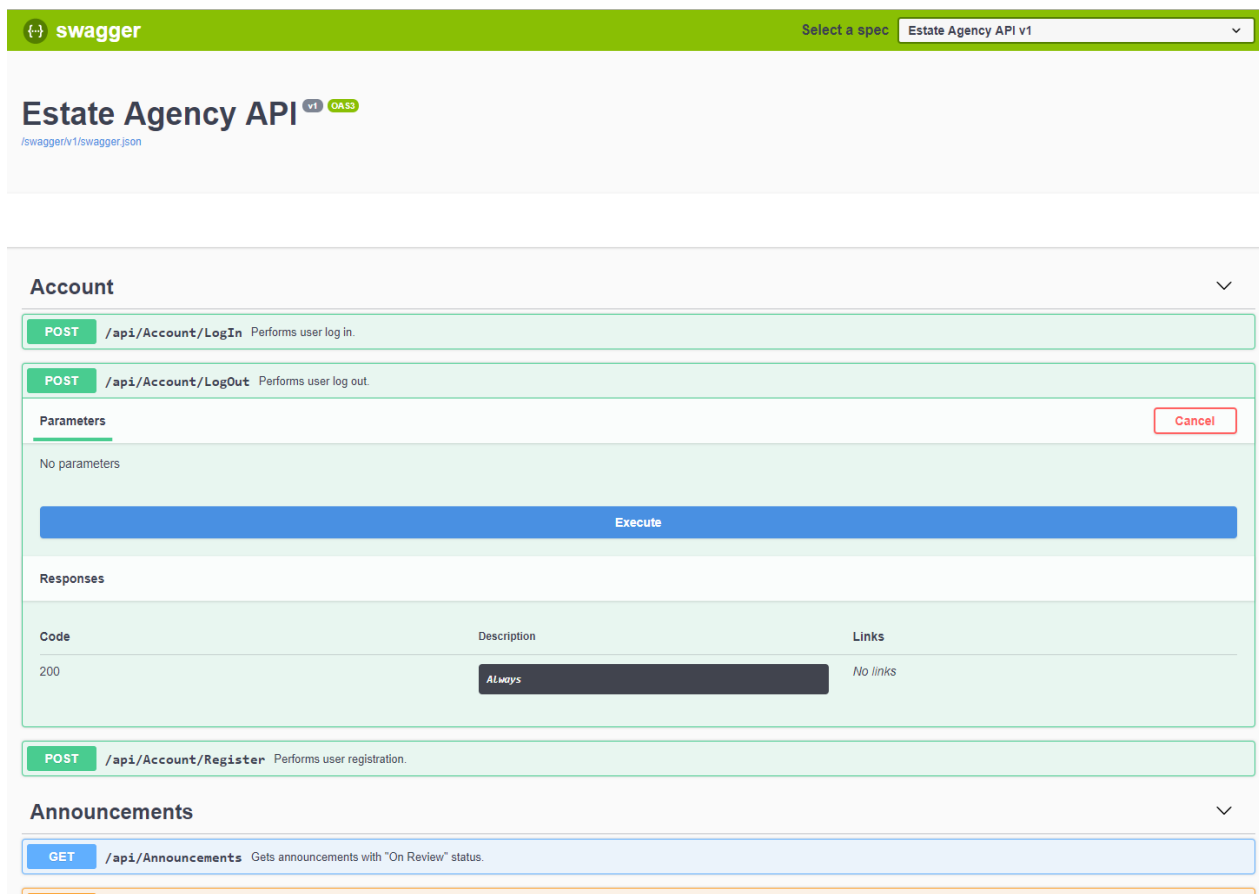 {··} swagger Select a spec Estate Agency API v1
Estate Agency API v1 OAS3
/swagger/v1/swagger.json
Account
POST /api/Account/LogIn Performs user log in.
POST /api/Account/LogOut Performs user log out.
Parameters Cancel
No parameters
Execute
Responses
Code Description Links
200 Always No links
POST /api/Account/Register Performs user registration.
Announcements
GET /api/Announcements Gets announcements with "On Review" status.